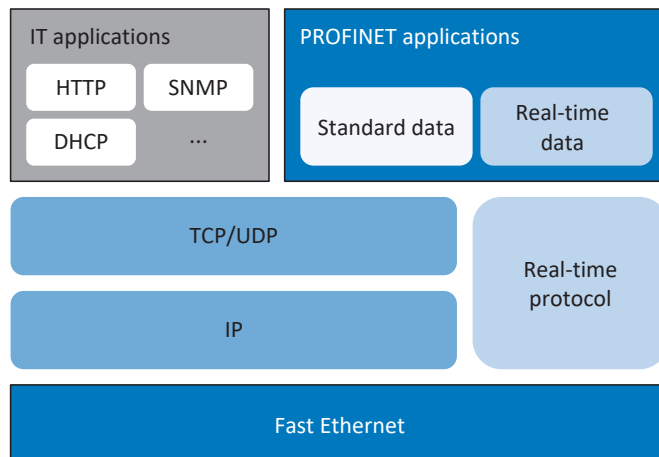 IT applications
HTTP
SNMP
DHCP
...
PROFINET applications
Standard data
Real-time
data
TCP/UDP
IP
Real-time
protocol
Fast Ethernet